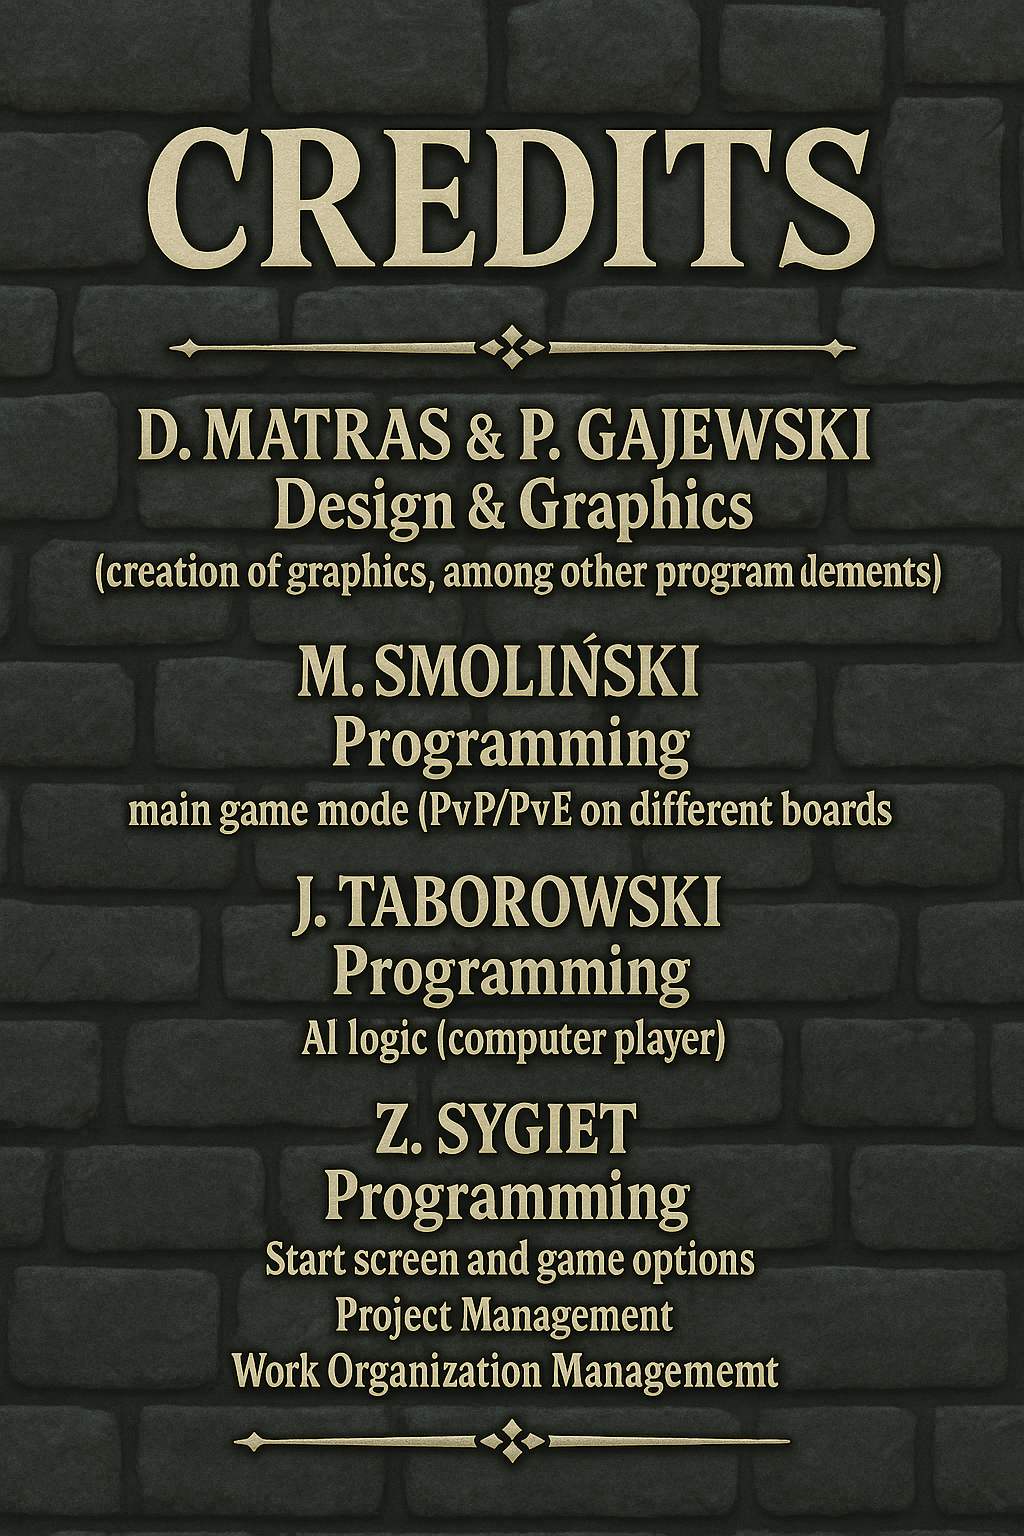 CREDITS
D. MATRAS & P. GAJEWSKI
Design & Graphics
(creation of graphics, among other program dements)
M. SMOLIŃSKI
Programming
main game mode (PvP/PvE on different boards
J. TABOROWSKI
Programming
AI logic (computer player)
Z. SYGIET
Programming
Start screen and game options
Project Management
Work Organization Managememt